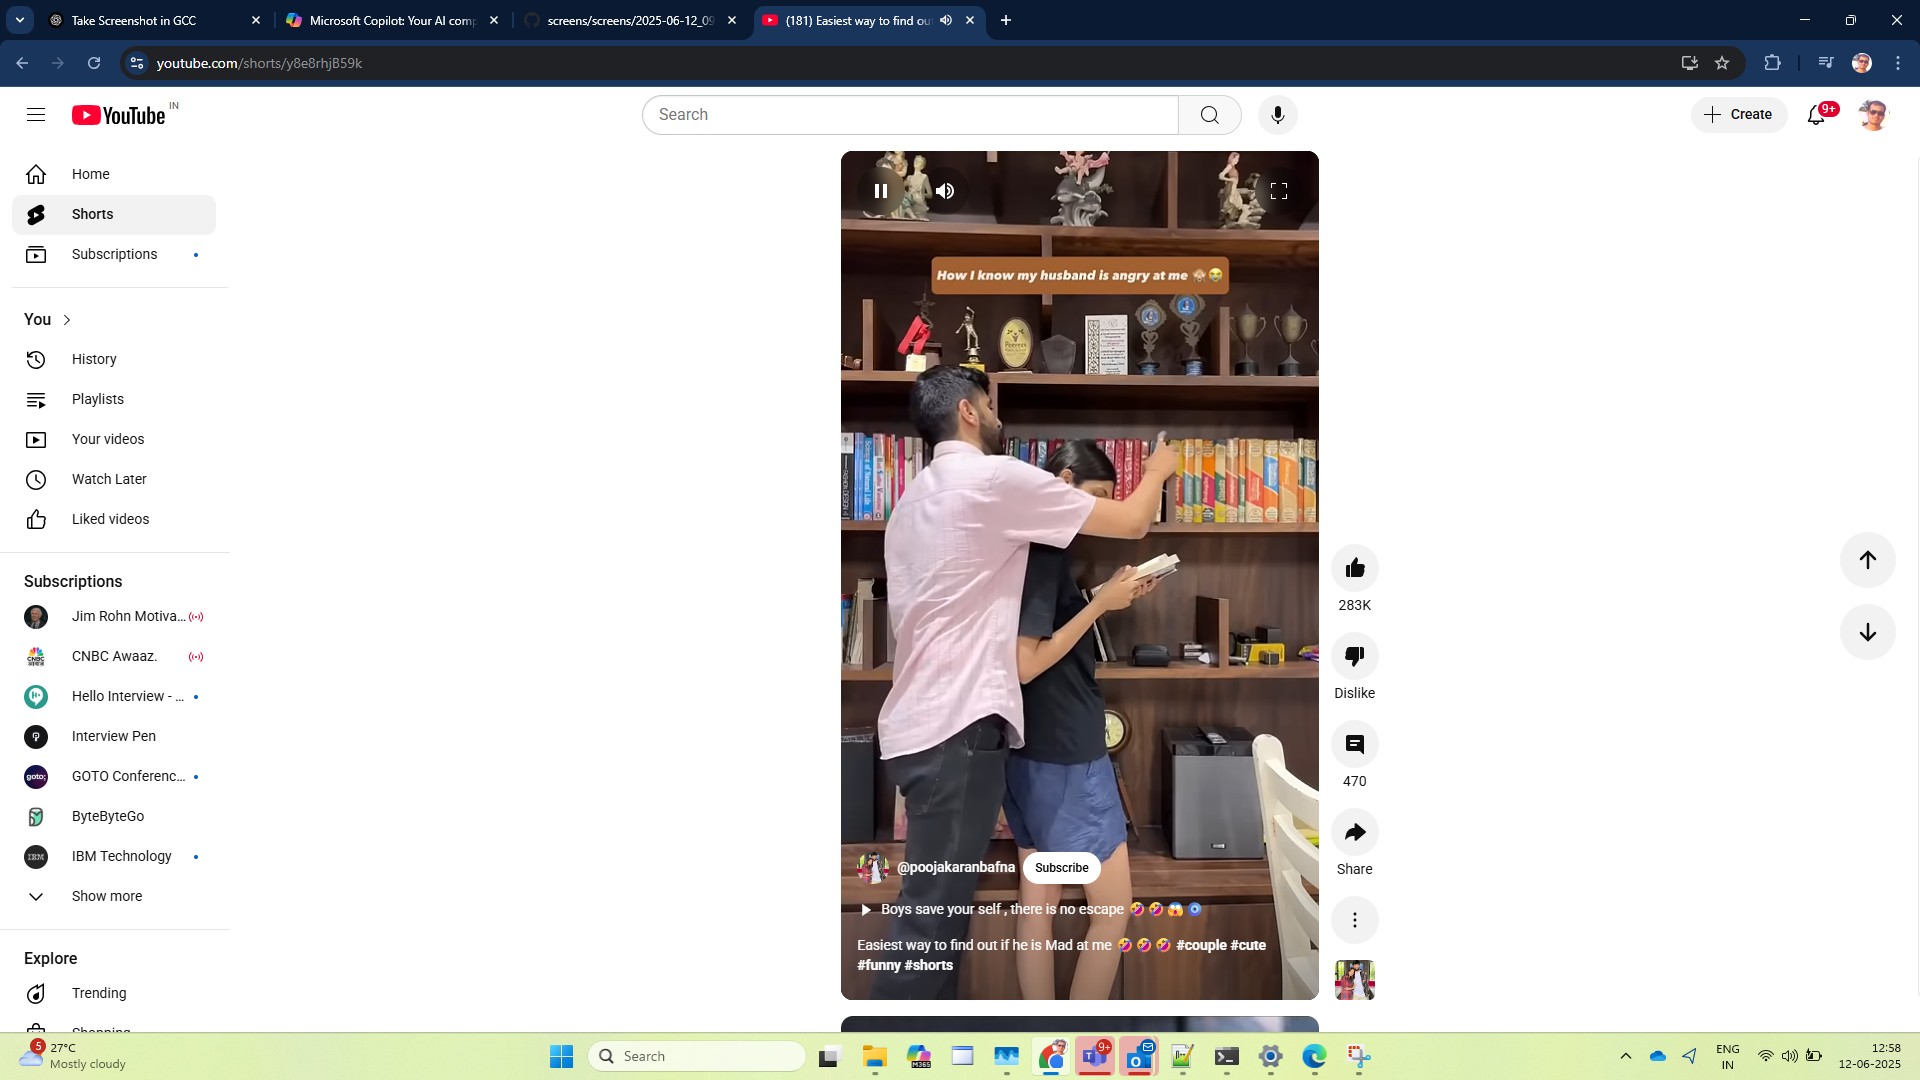 Take Screenshot in GCC
Microsoft Copilot: Your AI comp
screens/screens/2025-06-12_09
(181) Easiest way to find ou
youtube.com/shorts/y8e8rhjB59k
YouTube IN
Search
Create
9+
Home
Shorts
Subscriptions
You
History
Playlists
Your videos
Watch Later
Liked videos
Subscriptions
Jim Rohn Motiva...
CNBC Awaaz.
Hello Interview - ...
Interview Pen
GOTO Conferenc...
ByteByteGo
IBM Technology
Show more
Explore
Trending
Shopping
How I know my husband is angry at me 🙈😭
@poojakaranbafna
Subscribe
Boys save your self , there is no escape 🤣 🤣 😱 🧿
Easiest way to find out if he is Mad at me 🤣 🤣 🤣 #couple #cute
#funny #shorts
283K
Dislike
470
Share
5
27°C
Mostly cloudy
Search
M365
9+
ENG
IN
12:58
12-06-2025